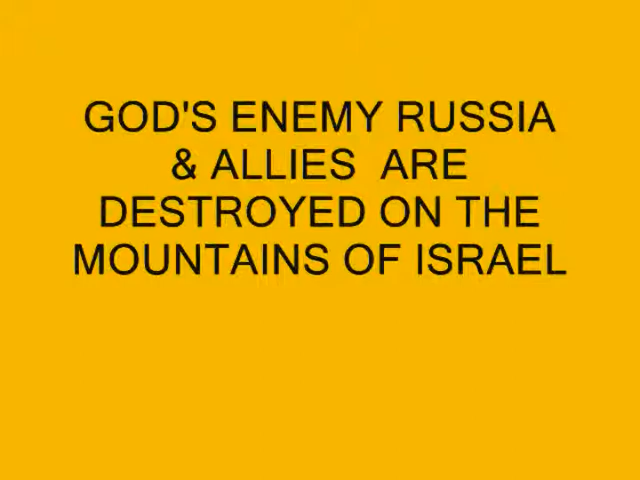 GOD'S ENEMY RUSSIA
& ALLIES  ARE
DESTROYED ON THE
MOUNTAINS OF ISRAEL